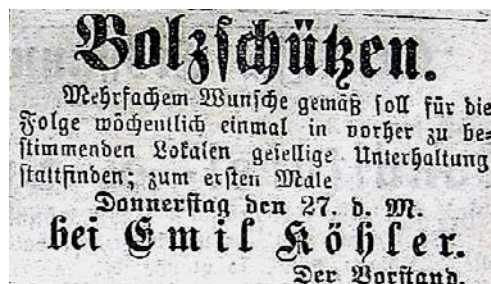 Bolzschützen.
Mehrfachem Wunsche gemäß soll für die
Folge wöchentlich einmal in vorher zu be=
stimmenden Lokalen gesellige Unterhaltung
stattfinden; zum ersten Male
Donnerstag den 27. d. M.
bei Emil Köhler.
Der Vorstand.